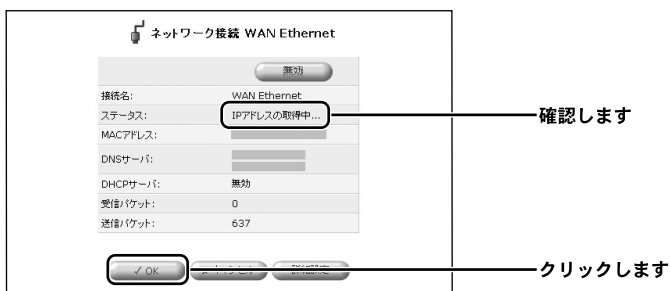 ネットワーク接続 WAN Ethernet
無効
接続名: WAN Ethernet
ステータス: IPアドレスの取得中... 確認します
MACアドレス:
DNSサーバ:
DHCPサーバ: 無効
受信パケット: 0
送信パケット: 637
✓ OK クリックします